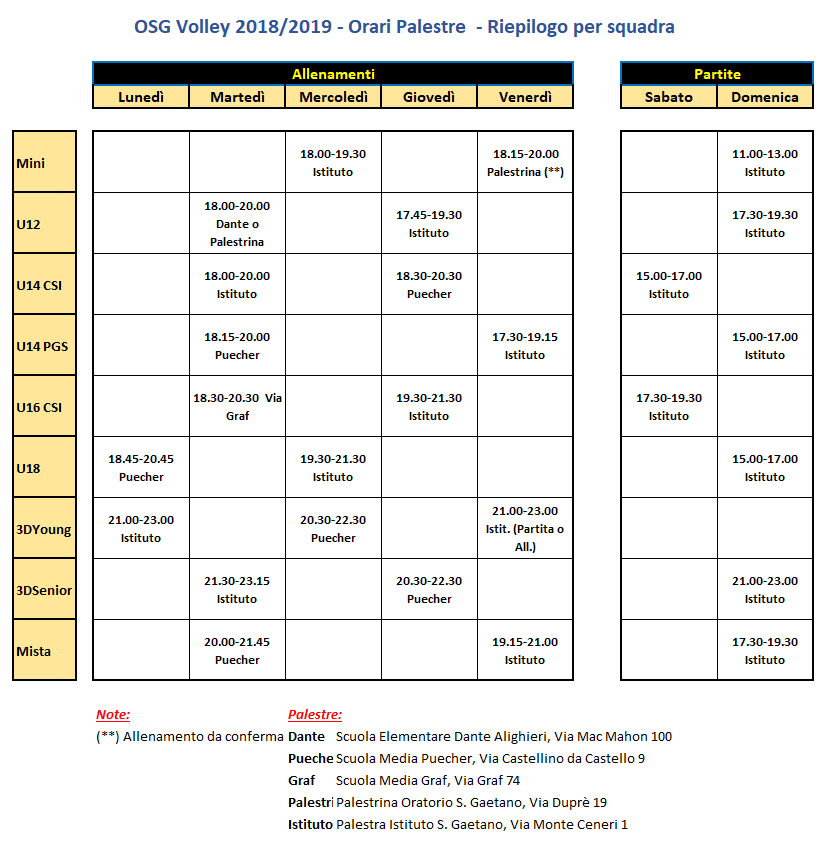 OSG Volley 2018/2019 - Orari Palestre - Riepilogo per squadra
Allenamenti Partite
Lunedì Martedì Mercoledì Giovedì Venerdì Sabato Domenica
Mini
18.00-19.30
Istituto
18.15-20.00
Palestrina (**)
11.00-13.00
Istituto
U12
18.00-20.00
Dante o
Palestrina
17.45-19.30
Istituto
17.30-19.30
Istituto
U14 CSI
18.00-20.00
Istituto
18.30-20.30
Puecher
15.00-17.00
Istituto
U14 PGS
18.15-20.00
Puecher
17.30-19.15
Istituto
15.00-17.00
Istituto
U16 CSI
18.30-20.30 Via
Graf
19.30-21.30
Istituto
17.30-19.30
Istituto
U18
18.45-20.45
Puecher
19.30-21.30
Istituto
15.00-17.00
Istituto
3DYoung
21.00-23.00
Istituto
20.30-22.30
Puecher
21.00-23.00
Istit. (Partita o
All.)
3DSenior
21.30-23.15
Istituto
20.30-22.30
Puecher
21.00-23.00
Istituto
Mista
20.00-21.45
Puecher
19.15-21.00
Istituto
17.30-19.30
Istituto
Note: Palestre:
(**) Allenamento da conferma Dante Scuola Elementare Dante Alighieri, Via Mac Mahon 100
Pueche Scuola Media Puecher, Via Castellino da Castello 9
Graf Scuola Media Graf, Via Graf 74
Palestri Palestrina Oratorio S. Gaetano, Via Duprè 19
Istituto Palestra Istituto S. Gaetano, Via Monte Ceneri 1